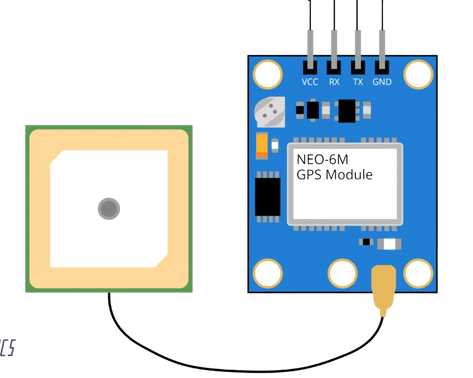 VCC RX TX GND
NEO-6M
GPS Module